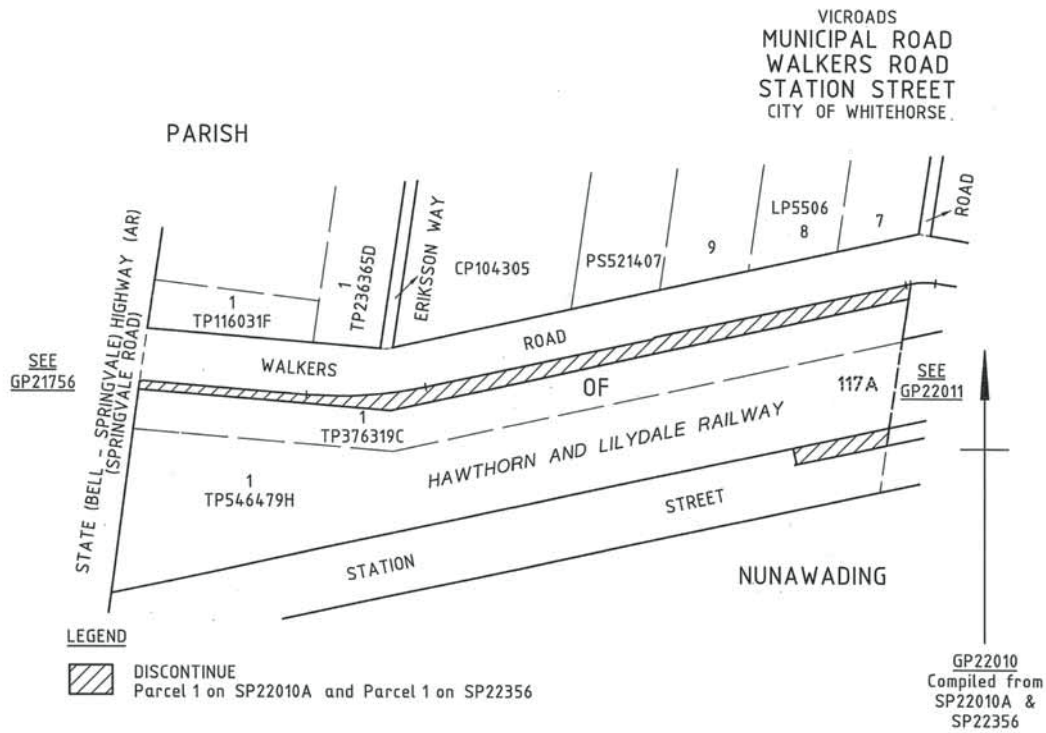 VICROADS
MUNICIPAL ROAD
WALKERS ROAD
STATION STREET
CITY OF WHITEHORSE.
PARISH
STATE (BELL - SPRINGVALE) HIGHWAY (AR)
(SPRINGVALE ROAD)
1
TP116031F
1
TP236365D
ERIKSSON WAY
CP104305
PS521407
9
LP5506
8
7
ROAD
SEE
GP21756
WALKERS
ROAD
OF
117A
SEE
GP22011
1
TP376319C
HAWTHORN AND LILYDALE RAILWAY
1
TP546479H
STATION
STREET
NUNAWADING
LEGEND
DISCONTINUE
Parcel 1 on SP22010A and Parcel 1 on SP22356
GP22010
Compiled from
SP22010A &
SP22356